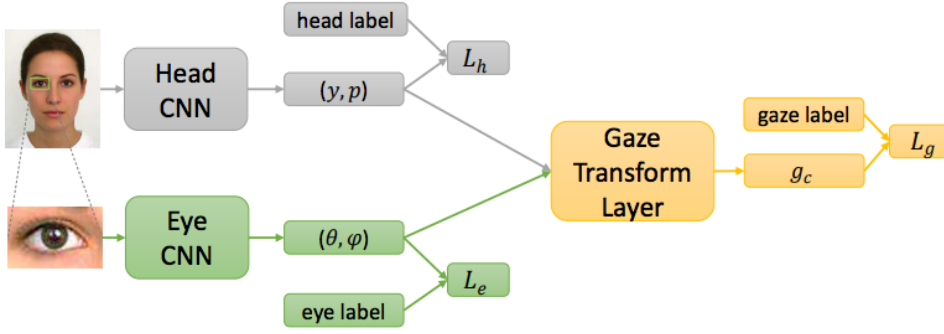 head label
Head
CNN
(y, p)
L_h
Gaze
Transform
Layer
gaze label
g_c
L_g
Eye
CNN
(θ, φ)
L_e
eye label